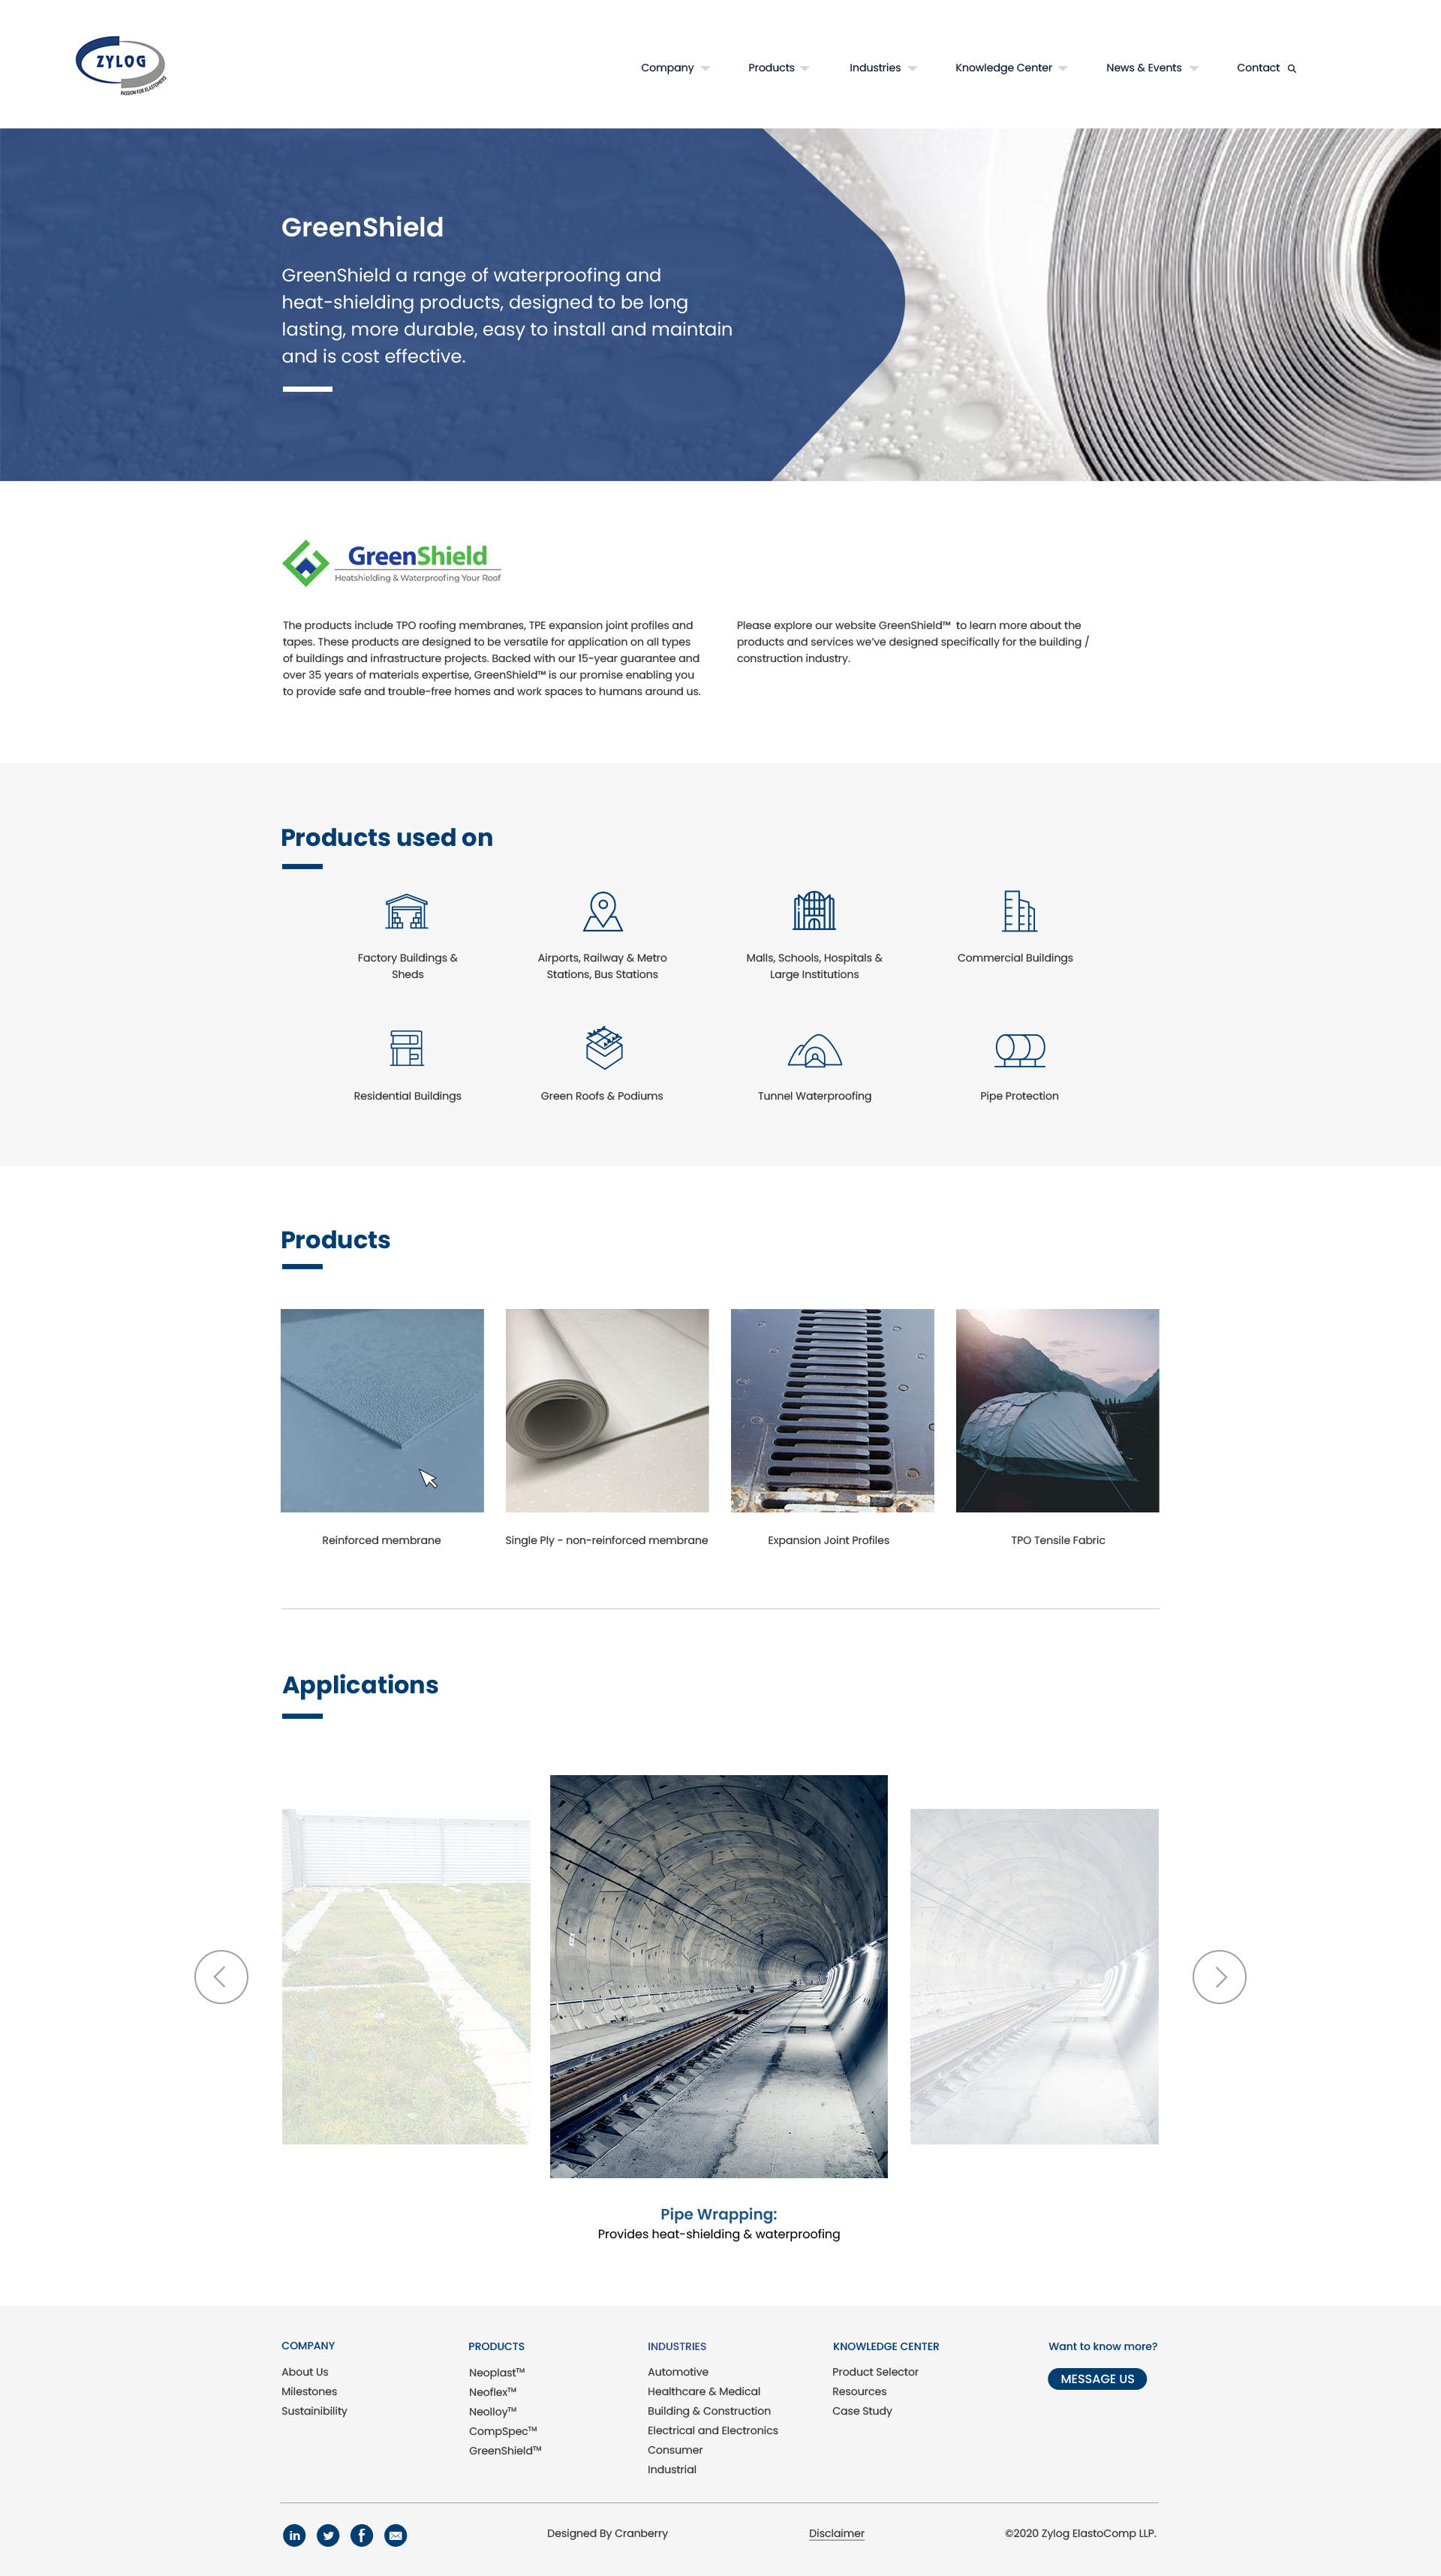 ZYLOG
PASSION FOR ELASTOMERS
Company
Products
Industries
Knowledge Center
News & Events
Contact
GreenShield
GreenShield a range of waterproofing and
heat-shielding products, designed to be long
lasting, more durable, easy to install and maintain
and is cost effective.
GreenShield
Heatshielding & Waterproofing Your Roof
The products include TPO roofing membranes, TPE expansion joint profiles and
tapes. These products are designed to be versatile for application on all types
of buildings and infrastructure projects. Backed with our 15-year guarantee and
over 35 years of materials expertise, GreenShield™ is our promise enabling you
to provide safe and trouble-free homes and work spaces to humans around us.
Please explore our website GreenShield™ to learn more about the
products and services we've designed specifically for the building /
construction industry.
Products used on
Factory Buildings &
Sheds
Airports, Railway & Metro
Stations, Bus Stations
Malls, Schools, Hospitals &
Large Institutions
Commercial Buildings
Residential Buildings
Green Roofs & Podiums
Tunnel Waterproofing
Pipe Protection
Products
Reinforced membrane
Single Ply - non-reinforced membrane
Expansion Joint Profiles
TPO Tensile Fabric
Applications
Pipe Wrapping:
Provides heat-shielding & waterproofing
COMPANY
About Us
Milestones
Sustainibility
PRODUCTS
Neoplast™
Neoflex™
Neolloy™
CompSpec™
GreenShield™
INDUSTRIES
Automotive
Healthcare & Medical
Building & Construction
Electrical and Electronics
Consumer
Industrial
KNOWLEDGE CENTER
Product Selector
Resources
Case Study
Want to know more?
MESSAGE US
Designed By Cranberry
Disclaimer
©2020 Zylog ElastoComp LLP.